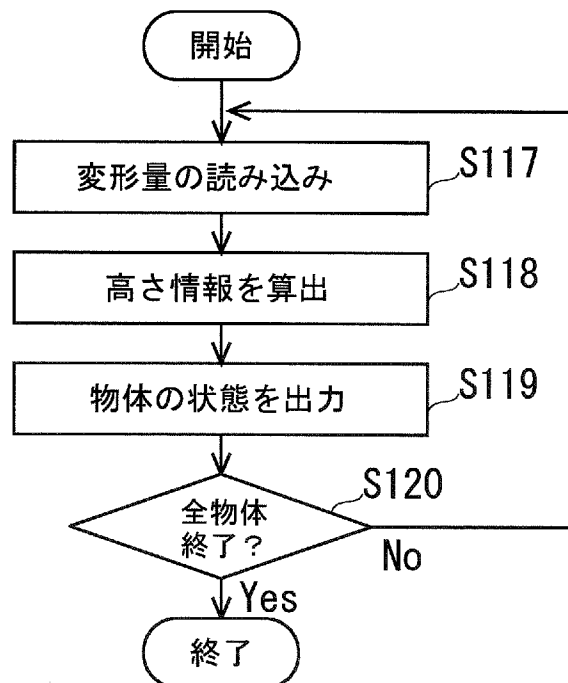 開始
変形量の読み込み
S117
高さ情報を算出
S118
物体の状態を出力
S119
全物体
終了?
S120
No
Yes
終了